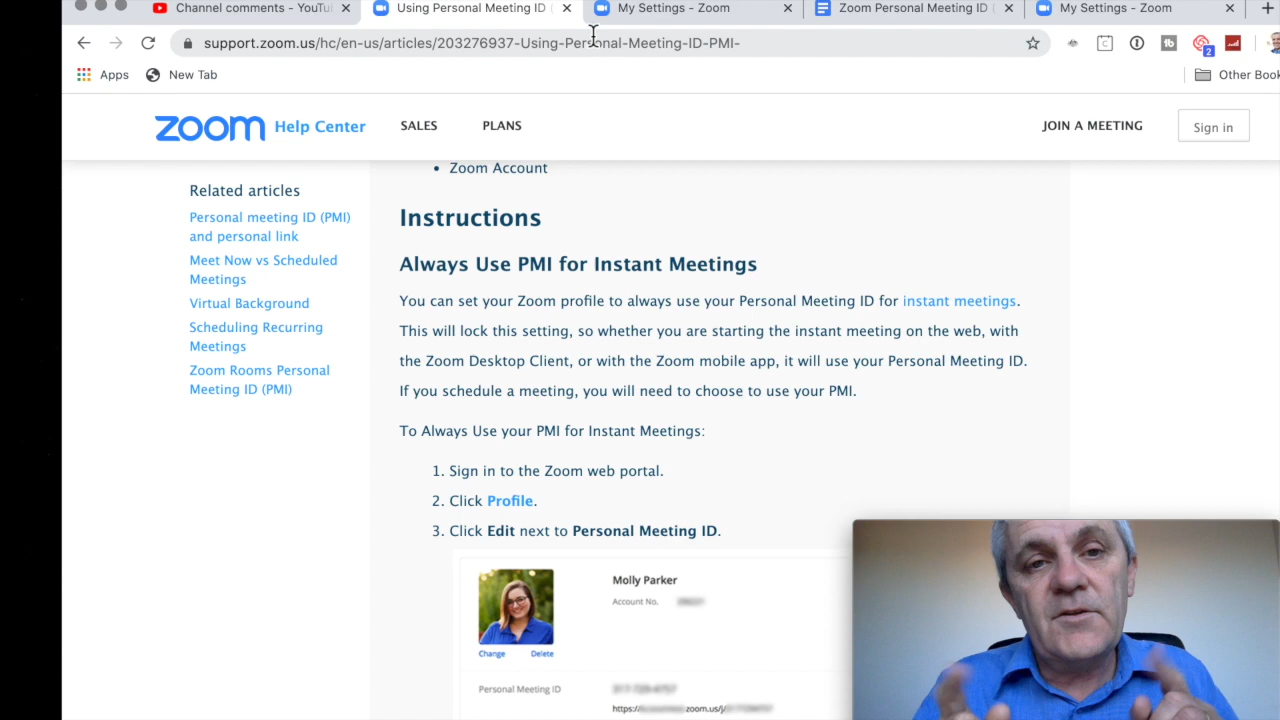 Channel comments - YouTu
Using Personal Meeting ID (
My Settings - Zoom
Zoom Personal Meeting ID (
My Settings - Zoom
support.zoom.us/hc/en-us/articles/203276937-Using-Personal-Meeting-ID-PMI-
2
Apps
New Tab
Other Book
zoom Help Center
SALES
PLANS
JOIN A MEETING
Sign in
Related articles
Personal meeting ID (PMI)
and personal link
Meet Now vs Scheduled
Meetings
Virtual Background
Scheduling Recurring
Meetings
Zoom Rooms Personal
Meeting ID (PMI)
• Zoom Account
Instructions
Always Use PMI for Instant Meetings
You can set your Zoom profile to always use your Personal Meeting ID for instant meetings.
This will lock this setting, so whether you are starting the instant meeting on the web, with
the Zoom Desktop Client, or with the Zoom mobile app, it will use your Personal Meeting ID.
If you schedule a meeting, you will need to choose to use your PMI.
To Always Use your PMI for Instant Meetings:
1. Sign in to the Zoom web portal.
2. Click Profile.
3. Click Edit next to Personal Meeting ID.
Molly Parker
Account No.
Change
Delete
Personal Meeting ID
https://
zoom.us/j/